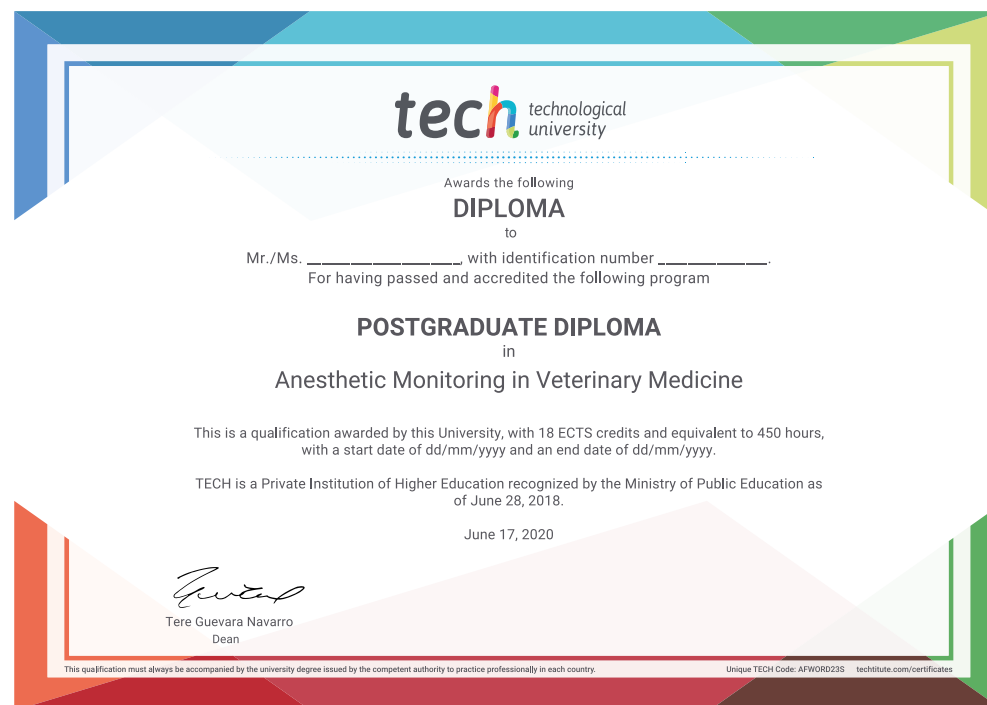 tech technological
university
Awards the following
DIPLOMA
to
Mr./Ms. ____________________, with identification number ______________.
For having passed and accredited the following program
POSTGRADUATE DIPLOMA
in
Anesthetic Monitoring in Veterinary Medicine
This is a qualification awarded by this University, with 18 ECTS credits and equivalent to 450 hours,
with a start date of dd/mm/yyyy and an end date of dd/mm/yyyy.
TECH is a Private Institution of Higher Education recognized by the Ministry of Public Education as
of June 28, 2018.
June 17, 2020
Tere Guevara Navarro
Dean
This qualification must always be accompanied by the university degree issued by the competent authority to practice professionally in each country. Unique TECH Code: AFWORD23S techtitute.com/certificates